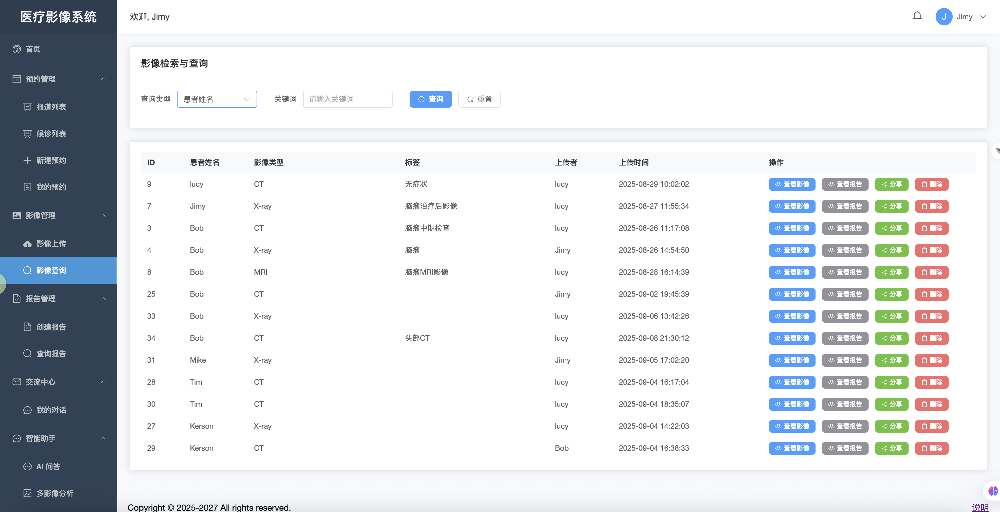 医疗影像系统
欢迎, Jimy
J Jimy
首页
预约管理
报道列表
候诊列表
新建预约
我的预约
影像管理
影像上传
影像查询
报告管理
创建报告
查询报告
交流中心
我的对话
智能助手
AI 问答
多影像分析
影像检索与查询
查询类型 患者姓名 关键词 请输入关键词 查询 重置
ID 患者姓名 影像类型 标签 上传者 上传时间 操作
9 lucy CT 无症状 lucy 2025-08-29 10:02:02 查看影像 查看报告 分享 删除
7 Jimy X-ray 脑瘤治疗后影像 lucy 2025-08-27 11:55:34 查看影像 查看报告 分享 删除
3 Bob CT 脑瘤中期检查 lucy 2025-08-26 11:17:08 查看影像 查看报告 分享 删除
4 Bob X-ray 脑瘤 Jimy 2025-08-26 14:54:50 查看影像 查看报告 分享 删除
8 Bob MRI 脑瘤MRI影像 lucy 2025-08-28 16:14:39 查看影像 查看报告 分享 删除
25 Bob CT Jimy 2025-09-02 19:45:39 查看影像 查看报告 分享 删除
33 Bob X-ray lucy 2025-09-06 13:42:26 查看影像 查看报告 分享 删除
34 Bob CT 头部CT lucy 2025-09-08 21:30:12 查看影像 查看报告 分享 删除
31 Mike X-ray Jimy 2025-09-05 17:02:20 查看影像 查看报告 分享 删除
28 Tim CT lucy 2025-09-04 16:17:04 查看影像 查看报告 分享 删除
30 Tim CT lucy 2025-09-04 18:35:07 查看影像 查看报告 分享 删除
27 Kerson X-ray lucy 2025-09-04 14:22:03 查看影像 查看报告 分享 删除
29 Kerson CT Bob 2025-09-04 16:38:33 查看影像 查看报告 分享 删除
Copyright © 2025-2027 All rights reserved.
说明